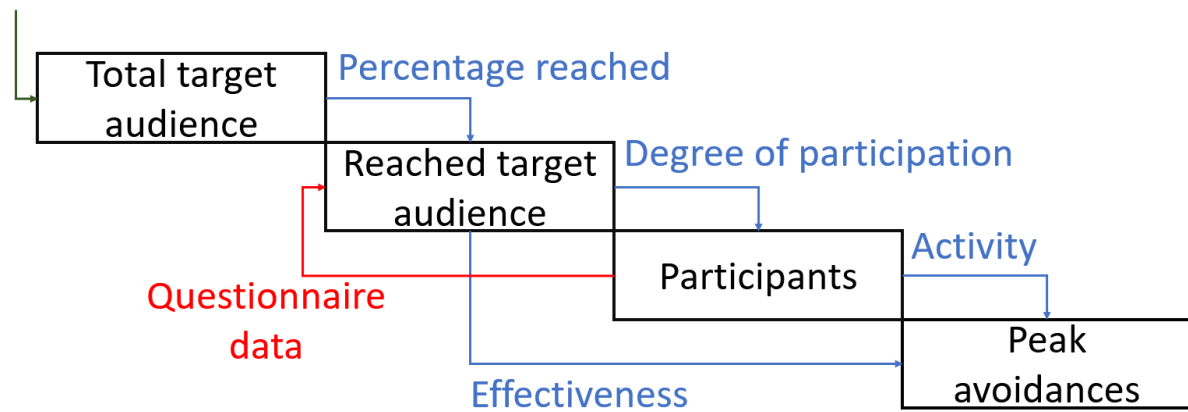 Total target
audience
Percentage reached
Reached target
audience
Degree of participation
Participants
Activity
Questionnaire
data
Peak
avoidances
Effectiveness